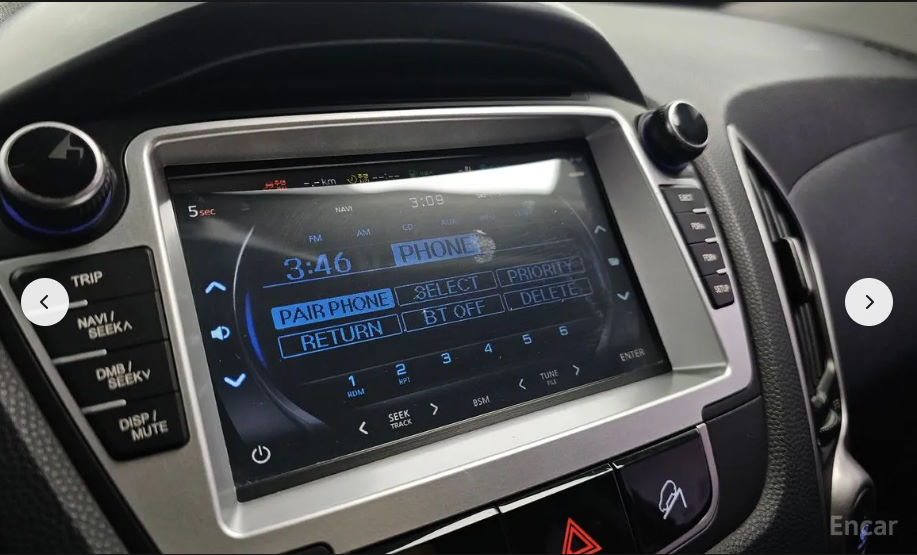 -.-km
--:--
5sec
NAVI
3:09
FM AM CD AUX
3:46 PHONE
PAIR PHONE SELECT PRIORITY
RETURN BT OFF DELETE
1 2 3 4 5 6
RDM RPT
SEEK
TRACK
BSM
TUNE
FILE
ENTER
TRIP
NAVI/
SEEK∧
DMB/
SEEK∨
DISP/
MUTE
EJECT
SETUP
Encar